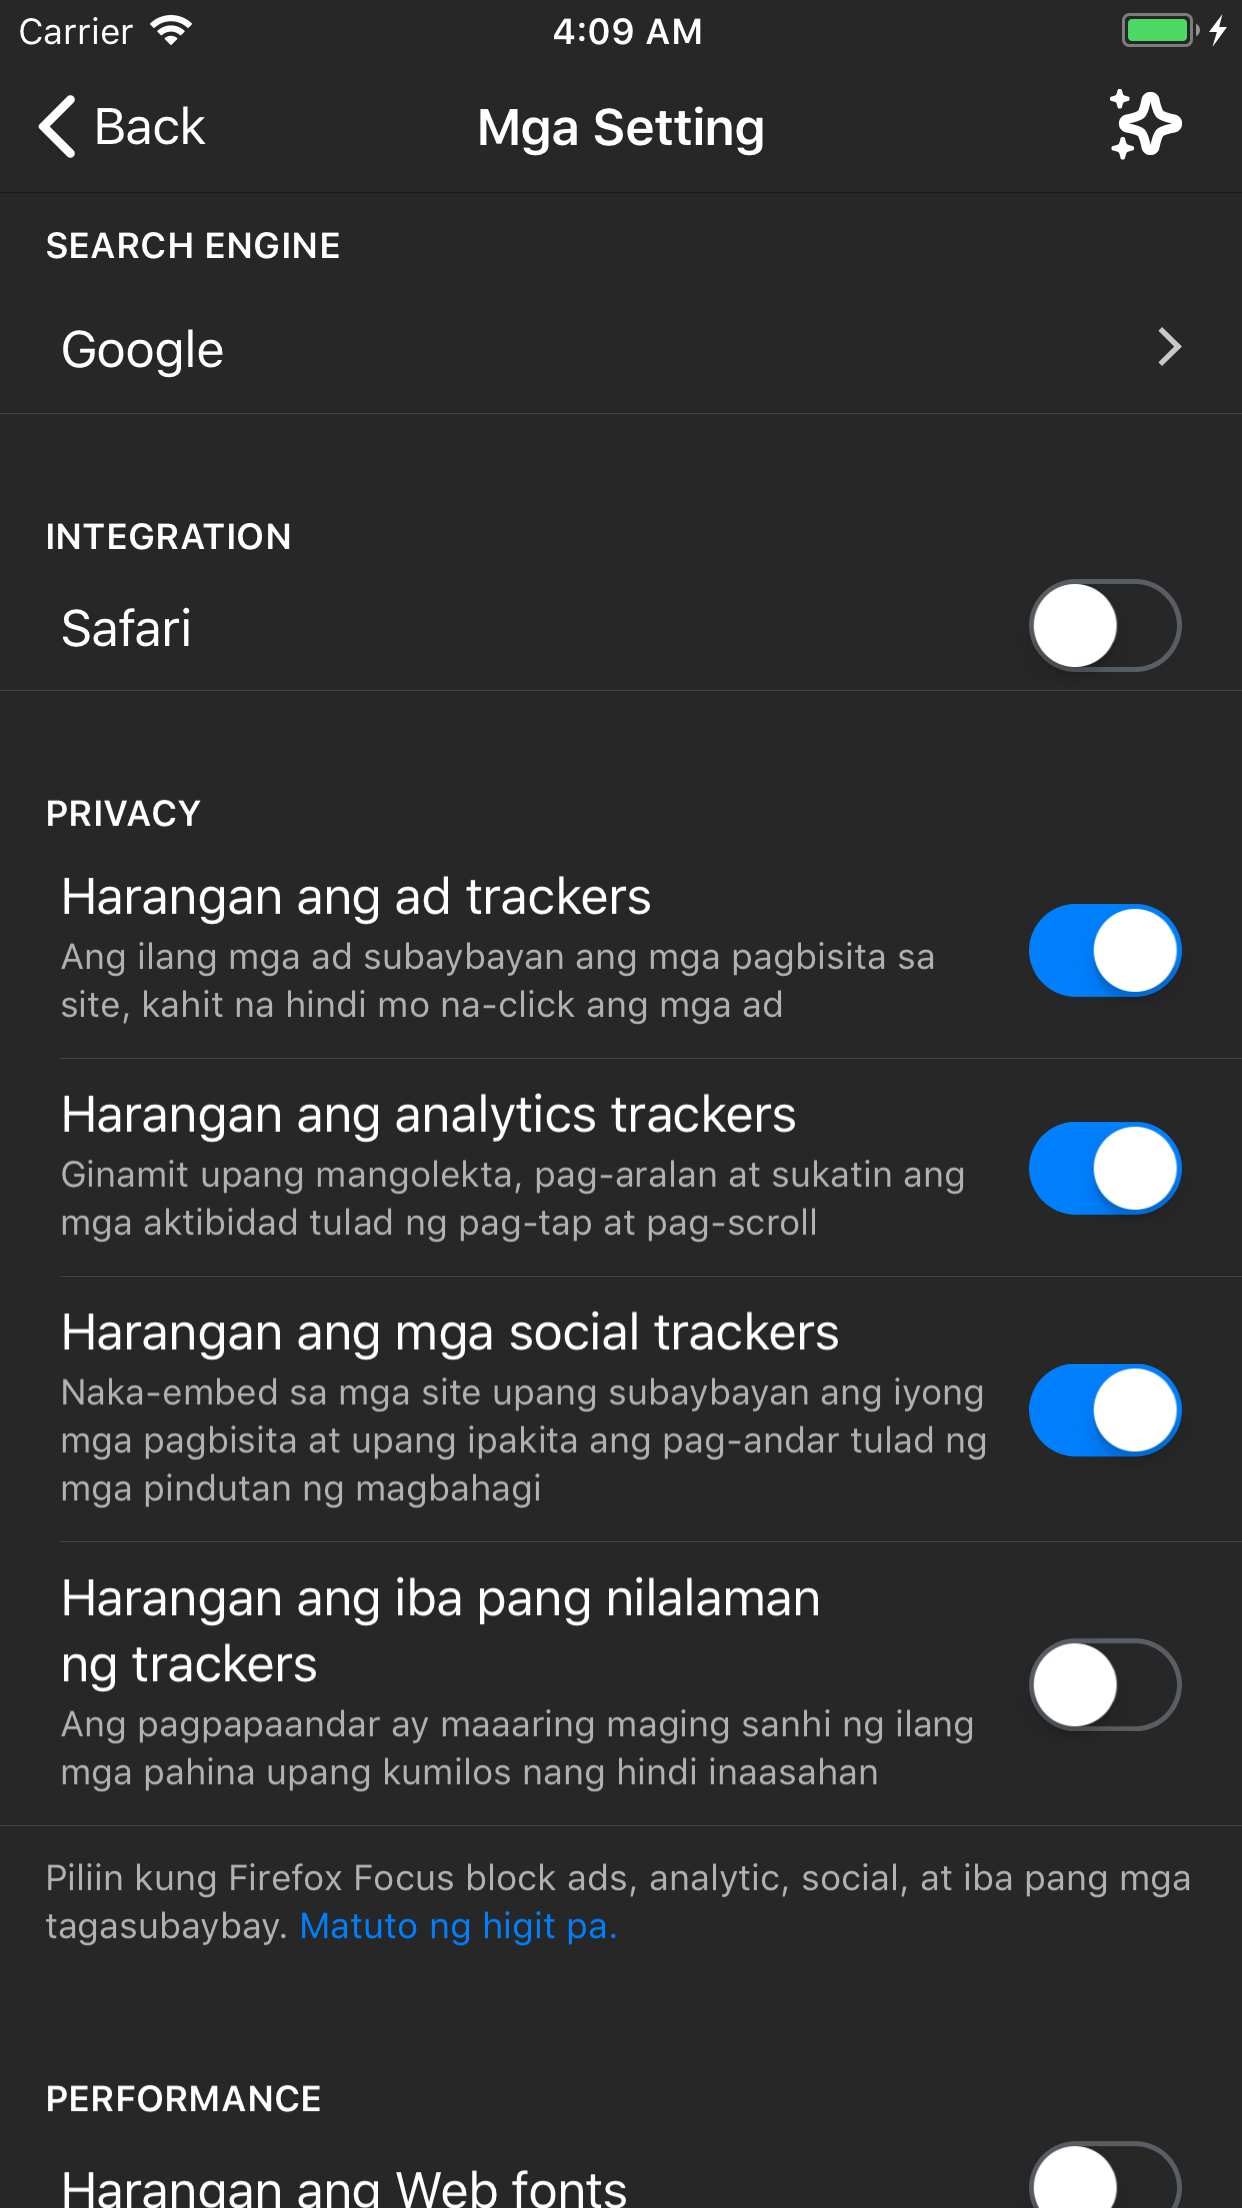 Carrier
4:09 AM
Back
Mga Setting
SEARCH ENGINE
Google
INTEGRATION
Safari
PRIVACY
Harangan ang ad trackers
Ang ilang mga ad subaybayan ang mga pagbisita sa
site, kahit na hindi mo na-click ang mga ad
Harangan ang analytics trackers
Ginamit upang mangolekta, pag-aralan at sukatin ang
mga aktibidad tulad ng pag-tap at pag-scroll
Harangan ang mga social trackers
Naka-embed sa mga site upang subaybayan ang iyong
mga pagbisita at upang ipakita ang pag-andar tulad ng
mga pindutan ng magbahagi
Harangan ang iba pang nilalaman
ng trackers
Ang pagpapaandar ay maaaring maging sanhi ng ilang
mga pahina upang kumilos nang hindi inaasahan
Piliin kung Firefox Focus block ads, analytic, social, at iba pang mga
tagasubaybay. Matuto ng higit pa.
PERFORMANCE
Harangan ang Web fonts